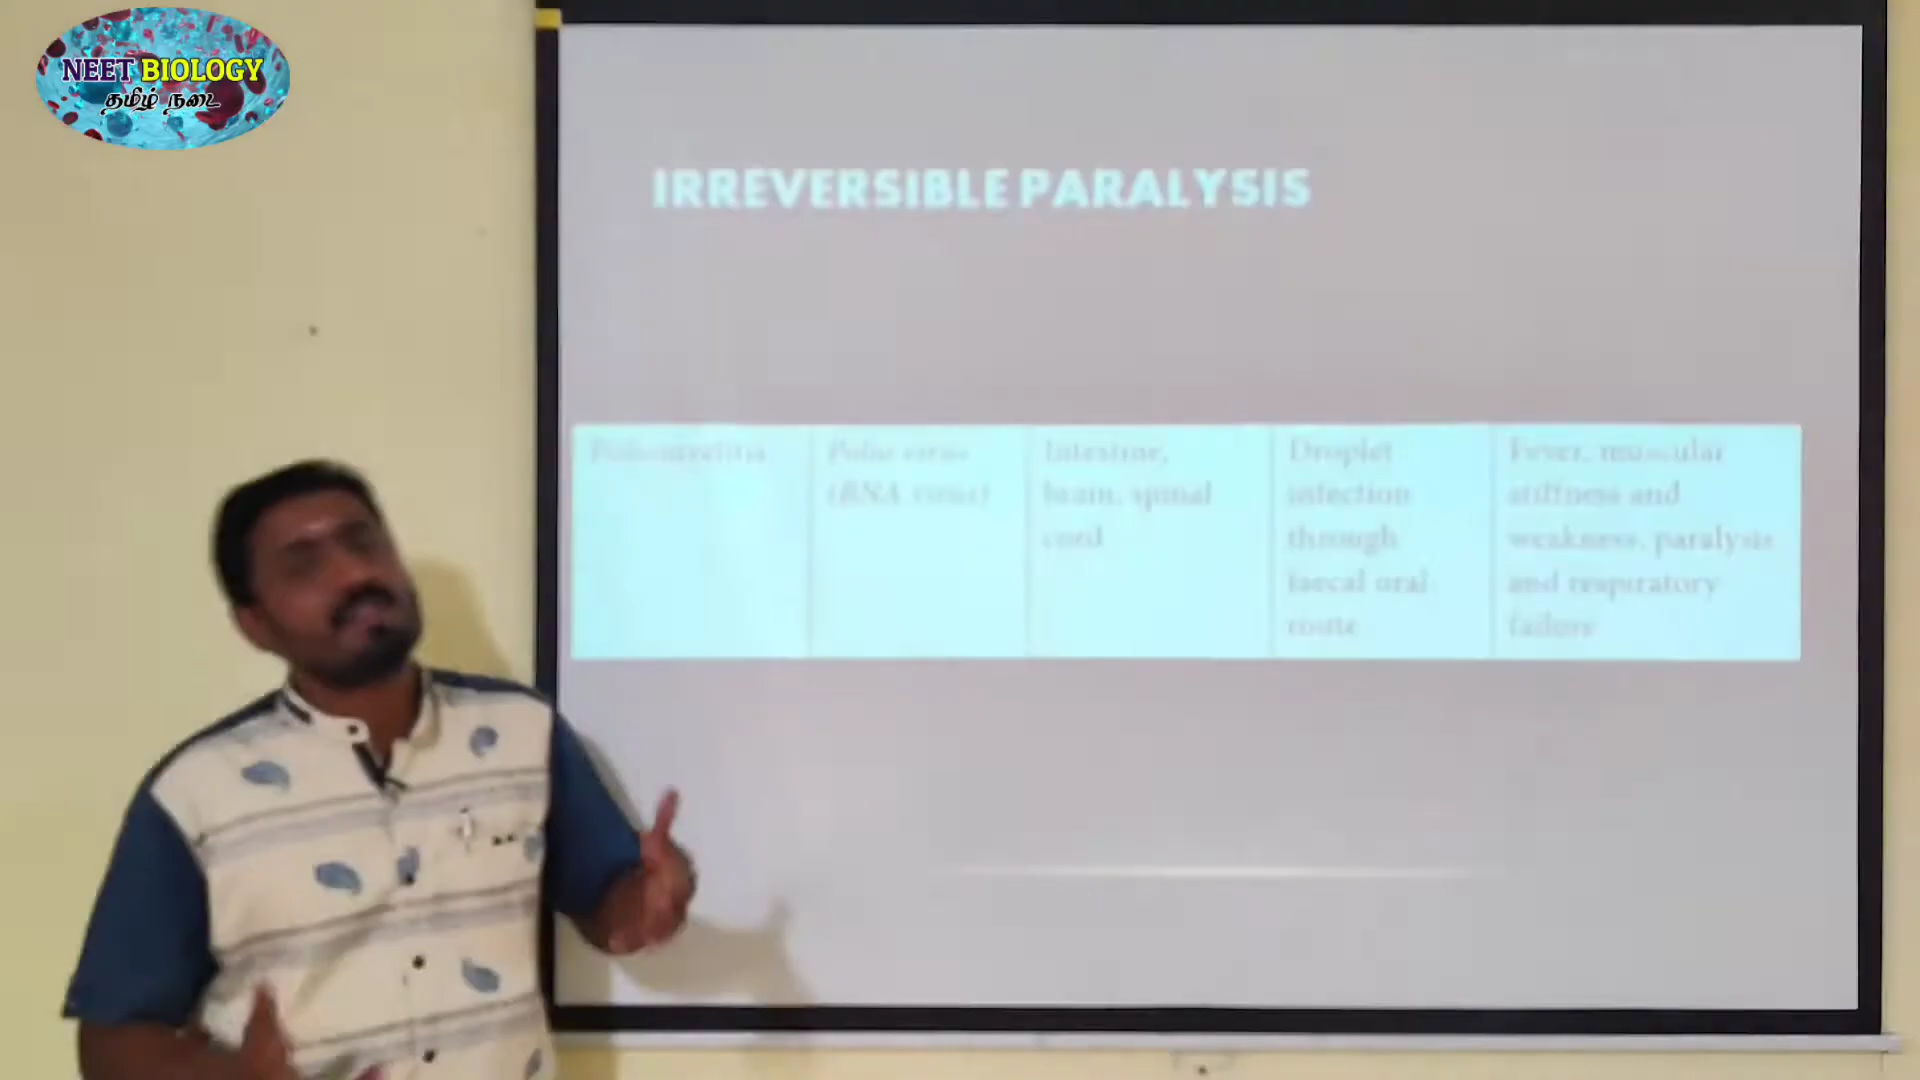 NEET BIOLOGY
தமிழ் நடை
IRREVERSIBLE PARALYSIS
Poliomyelitis
Polio virus
(RNA virus)
Intestine,
brain, spinal
cord
Droplet
infection
through
faecal oral
route
Fever, muscular
stiffness and
weakness, paralysis
and respiratory
failure